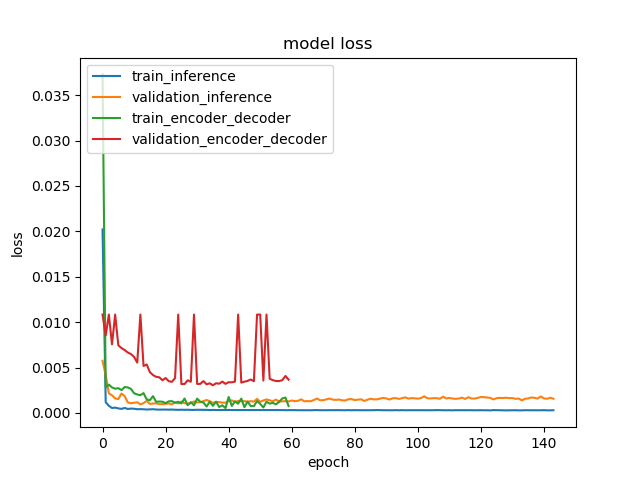 model loss
train_inference
validation_inference
train_encoder_decoder
validation_encoder_decoder
loss
0.035
0.030
0.025
0.020
0.015
0.010
0.005
0.000
0 20 40 60 80 100 120 140
epoch